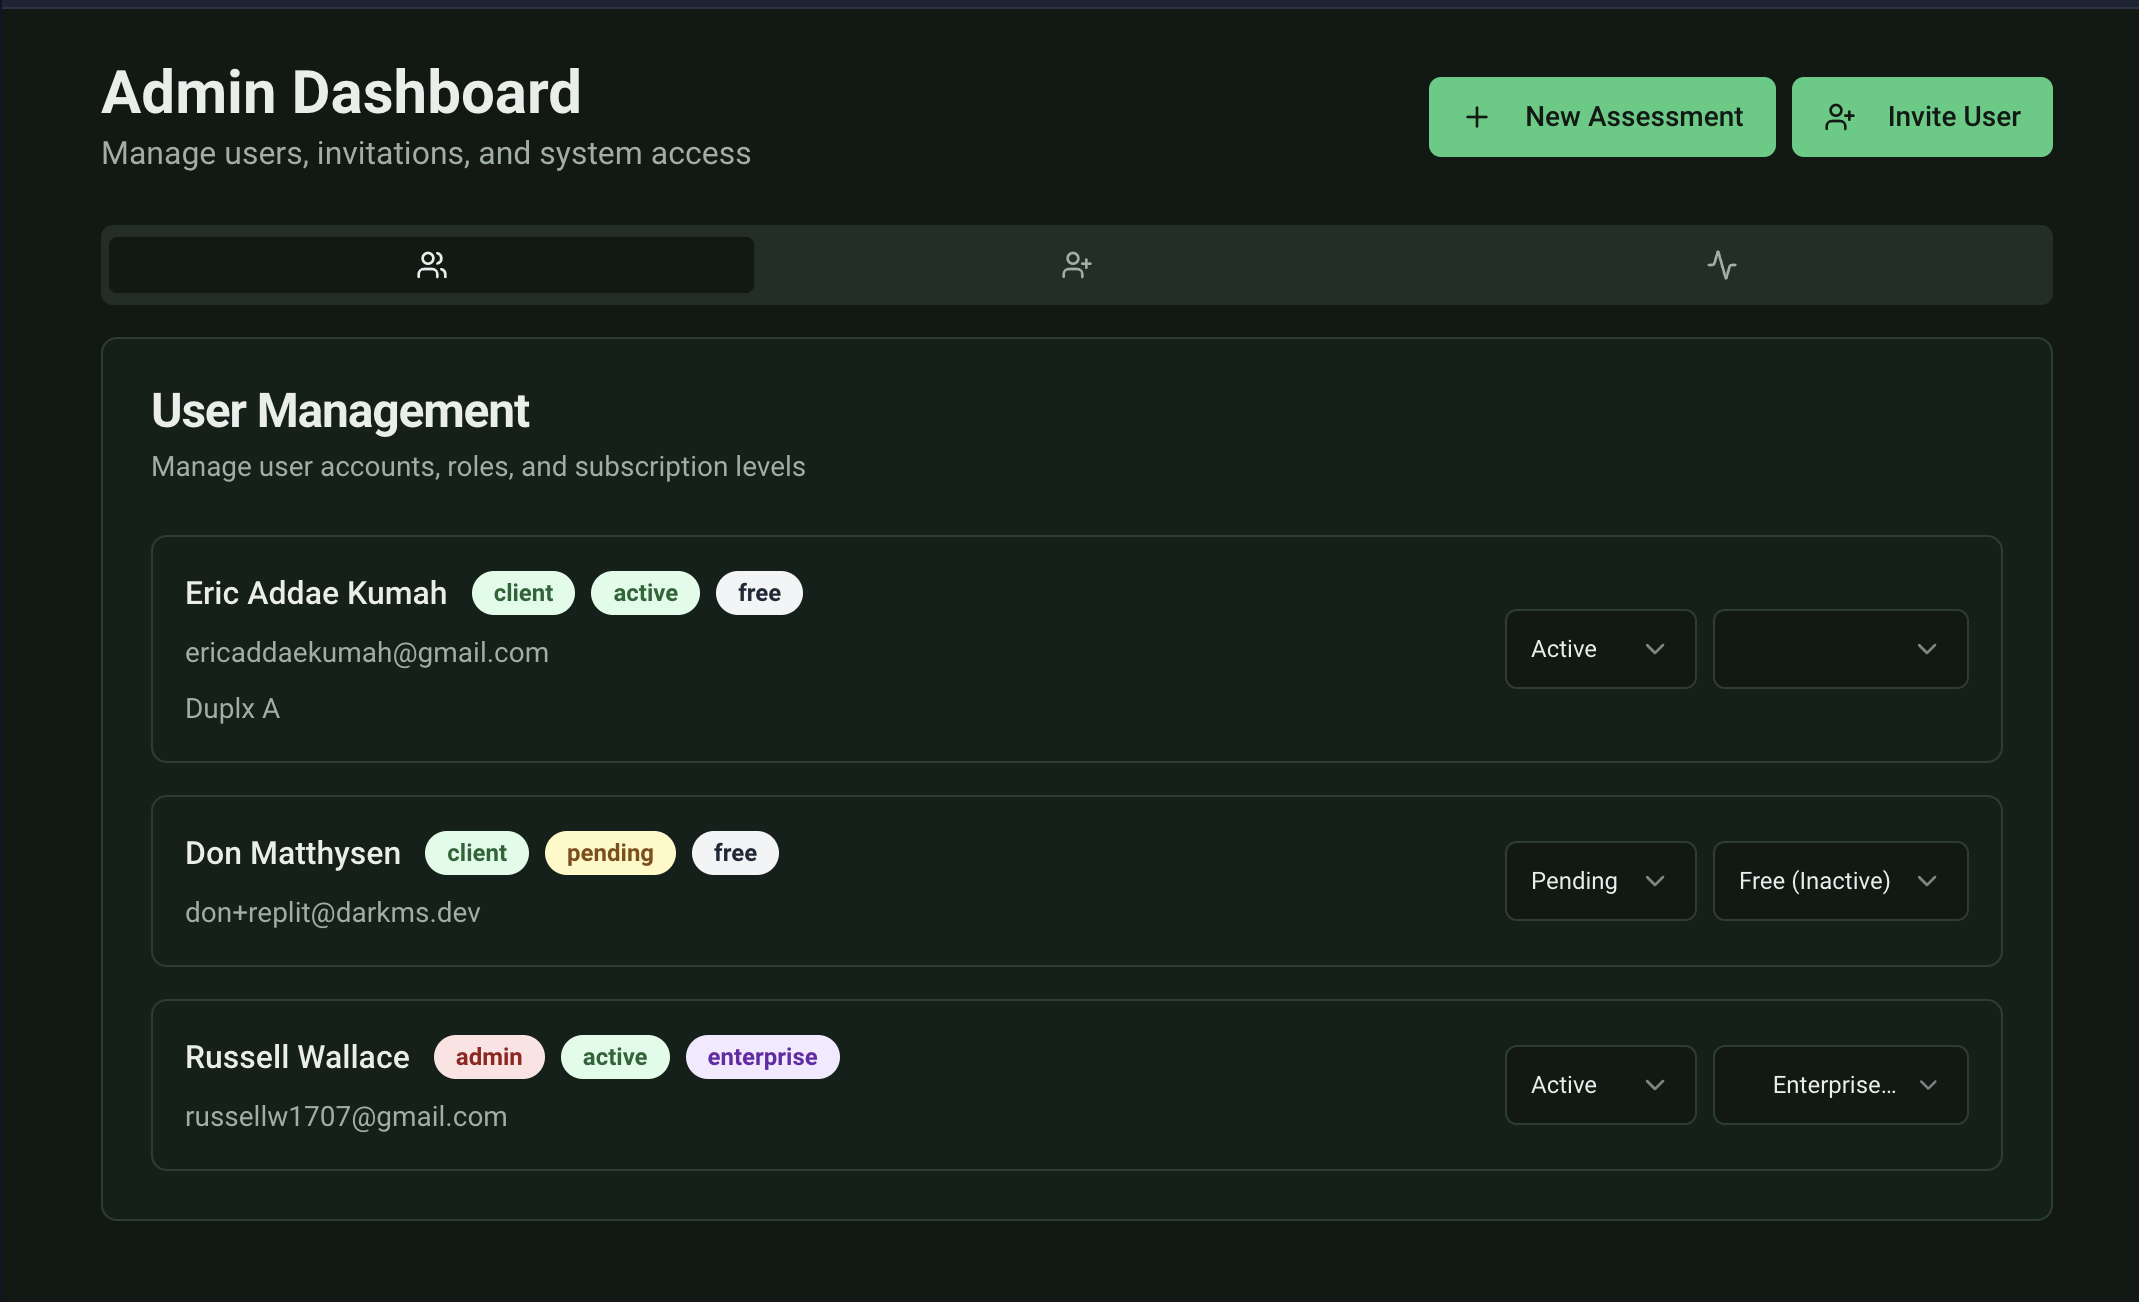 Admin Dashboard
Manage users, invitations, and system access
New Assessment
Invite User
User Management
Manage user accounts, roles, and subscription levels
Eric Addae Kumah client active free
ericaddaekumah@gmail.com
Duplx A
Active
Don Matthysen client pending free
don+replit@darkms.dev
Pending
Free (Inactive)
Russell Wallace admin active enterprise
russellw1707@gmail.com
Active
Enterprise...